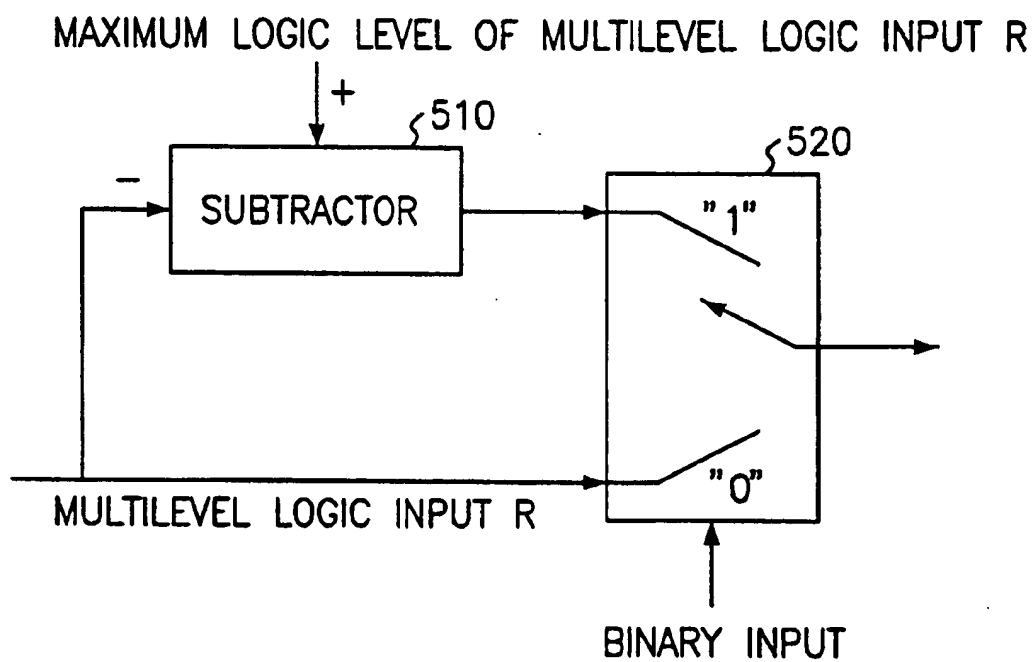 MAXIMUM LOGIC LEVEL OF MULTILEVEL LOGIC INPUT R
+
510
520
−
SUBTRACTOR
"1"
"0"
MULTILEVEL LOGIC INPUT R
BINARY INPUT